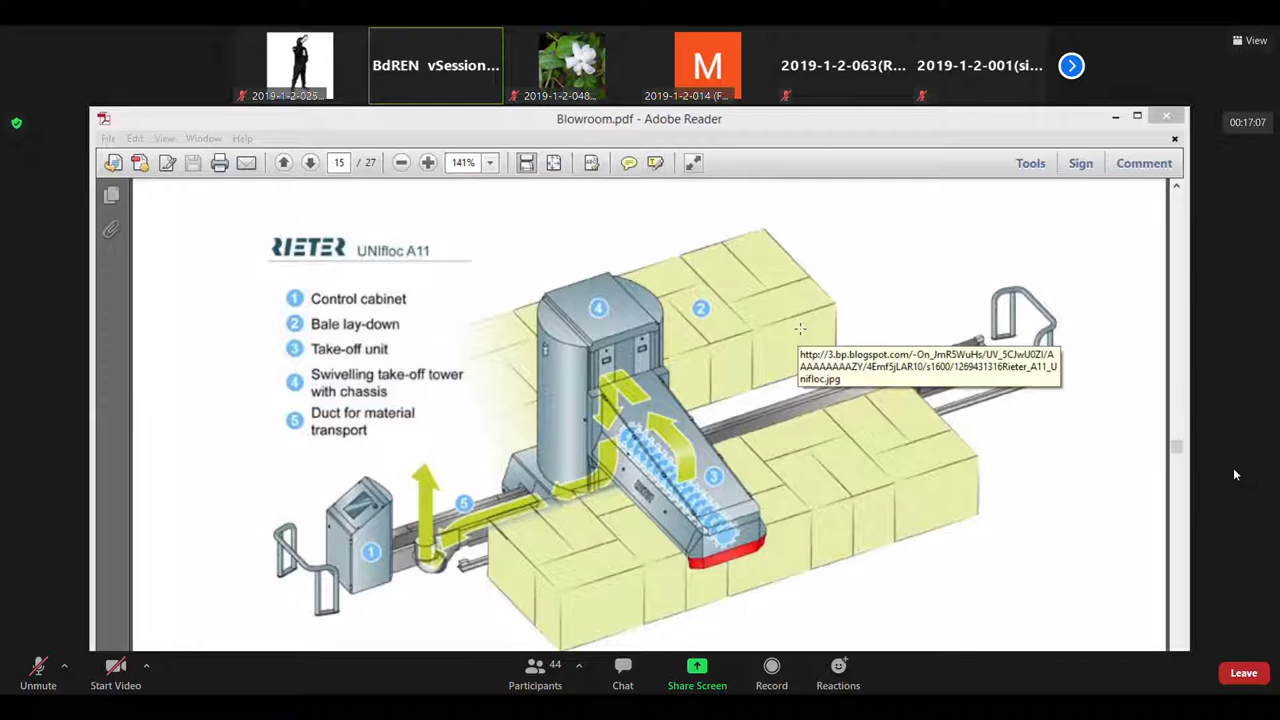 View
M
BdREN vSession...
2019-1-2-063(R...
2019-1-2-001(si...
2019-1-2-025...
2019-1-2-048...
2019-1-2-014 (F...
Blowroom.pdf - Adobe Reader
00:17:07
File Edit View Window Help
15 / 27
141%
Tools Sign Comment
RIETER UNIfloc A11
1 Control cabinet
2 Bale lay-down
3 Take-off unit
4 Swivelling take-off tower
with chassis
5 Duct for material
transport
4
2
3
5
1
http://3.bp.blogspot.com/-On_JmR5WuHs/UV_5CJwU0ZI/A
AAAAAAAAZY/4Emf5jLAR10/s1600/1269431316Rieter_A11_U
nifloc.jpg
Unmute
Start Video
44
Participants
Chat
Share Screen
Record
Reactions
Leave